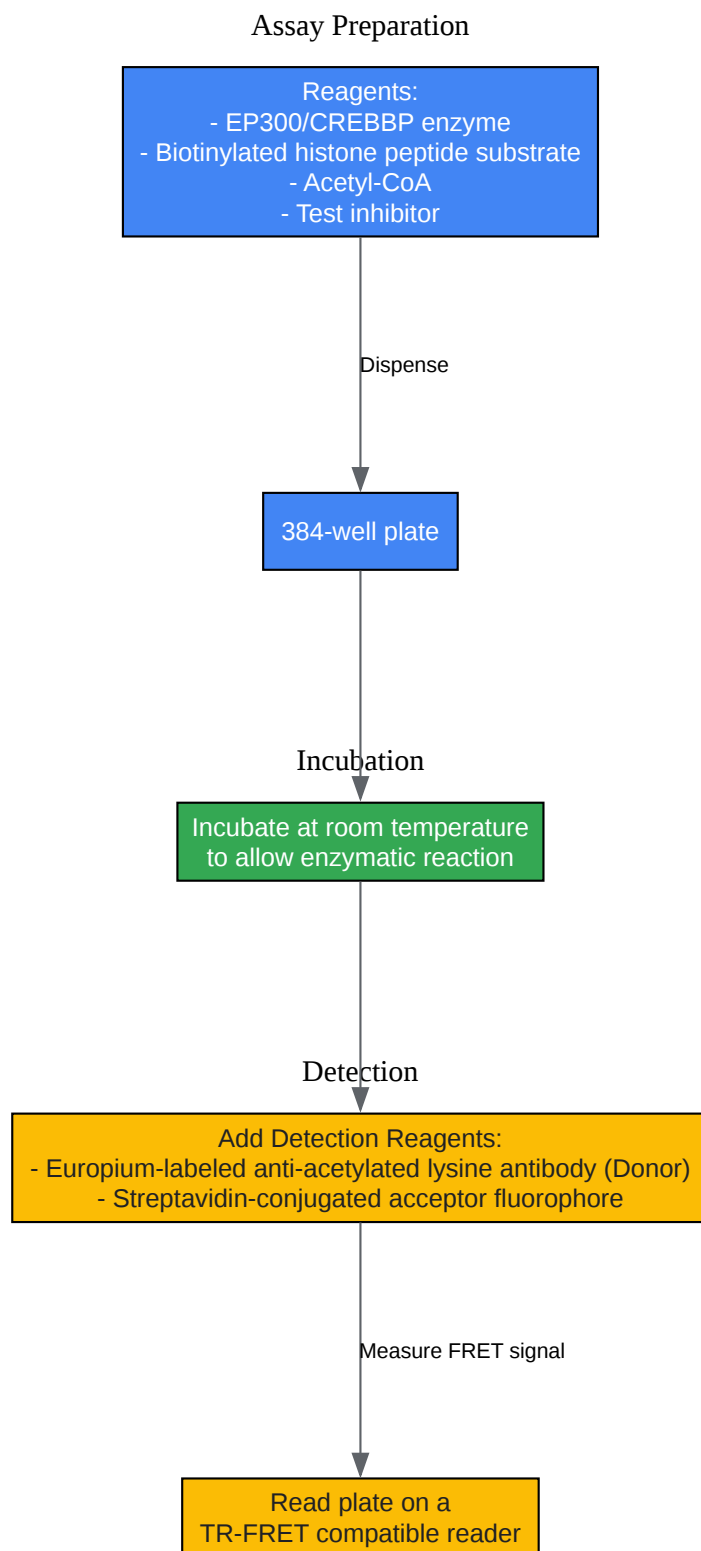 Assay Preparation
Reagents:
- EP300/CREBBP enzyme
- Biotinylated histone peptide substrate
- Acetyl-CoA
- Test inhibitor
Dispense
384-well plate
Incubation
Incubate at room temperature
to allow enzymatic reaction
Detection
Add Detection Reagents:
- Europium-labeled anti-acetylated lysine antibody (Donor)
- Streptavidin-conjugated acceptor fluorophore
Measure FRET signal
Read plate on a
TR-FRET compatible reader